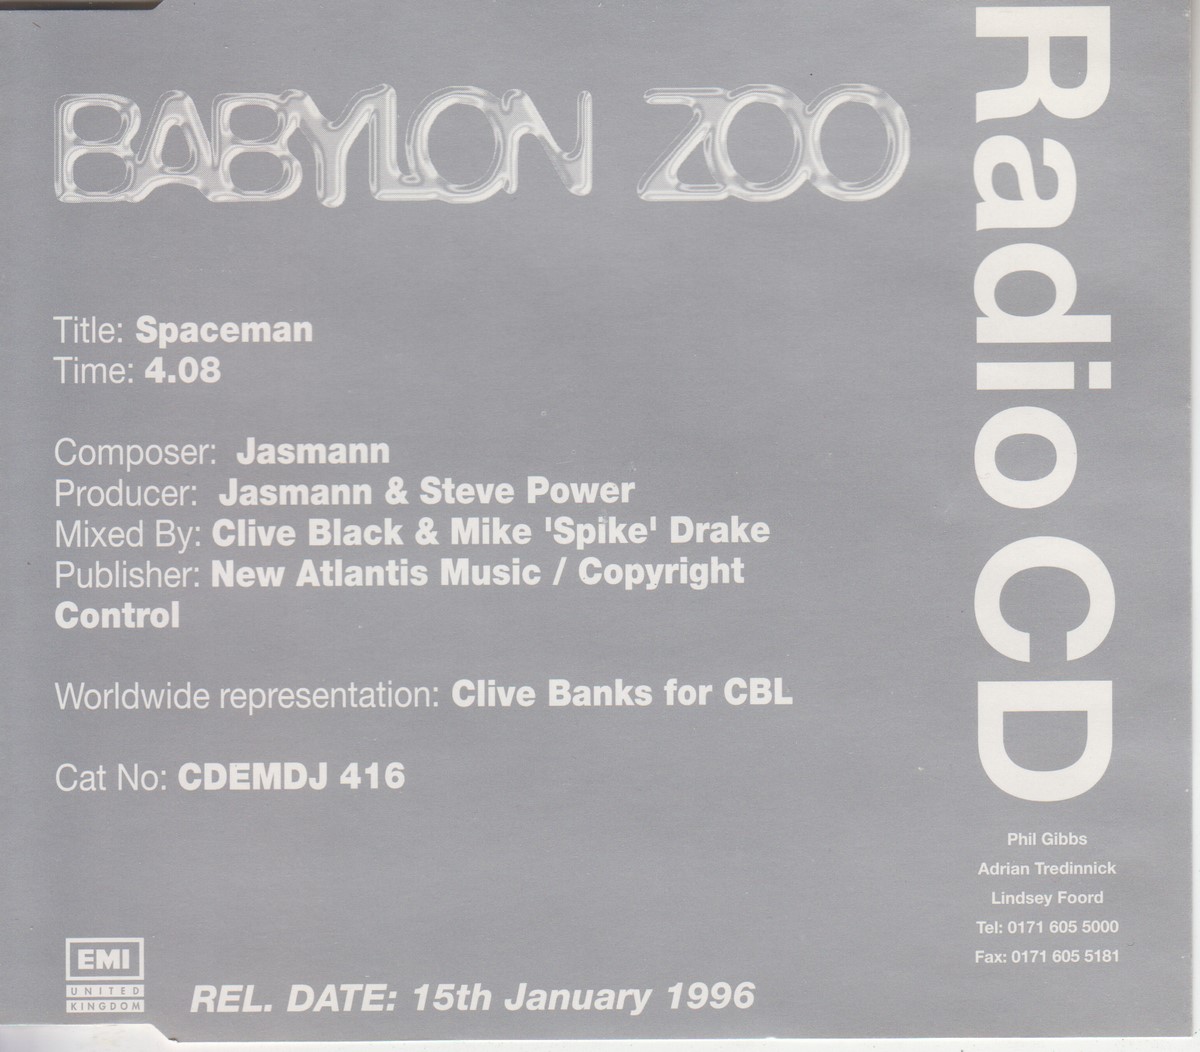 BABYLON ZOO
Title: Spaceman
Time: 4.08
Composer: Jasmann
Producer: Jasmann & Steve Power
Mixed By: Clive Black & Mike 'Spike' Drake
Publisher: New Atlantis Music / Copyright
Control
Worldwide representation: Clive Banks for CBL
Cat No: CDEMDJ 416
EMI
UNITED
KINGDOM
REL. DATE: 15th January 1996
Radio CD
Phil Gibbs
Adrian Tredinnick
Lindsey Foord
Tel: 0171 605 5000
Fax: 0171 605 5181